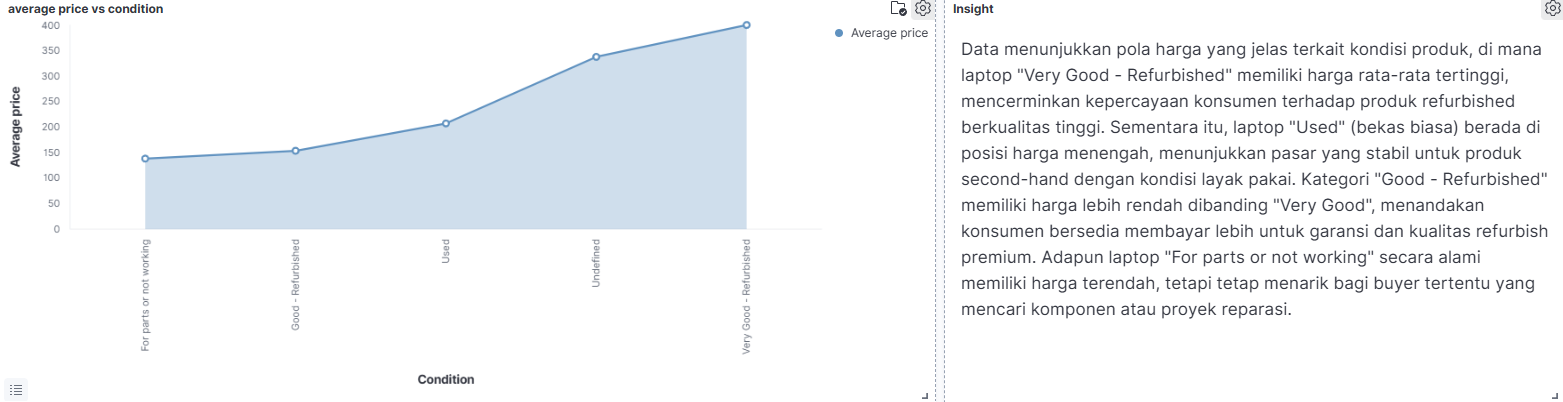 average price vs condition
Average price
400
350
300
250
200
150
100
50
0
Average price
For parts or not working
Good - Refurbished
Used
Undefined
Very Good - Refurbished
Condition
Insight
Data menunjukkan pola harga yang jelas terkait kondisi produk, di mana
laptop "Very Good - Refurbished" memiliki harga rata-rata tertinggi,
mencerminkan kepercayaan konsumen terhadap produk refurbished
berkualitas tinggi. Sementara itu, laptop "Used" (bekas biasa) berada di
posisi harga menengah, menunjukkan pasar yang stabil untuk produk
second-hand dengan kondisi layak pakai. Kategori "Good - Refurbished"
memiliki harga lebih rendah dibanding "Very Good", menandakan
konsumen bersedia membayar lebih untuk garansi dan kualitas refurbish
premium. Adapun laptop "For parts or not working" secara alami
memiliki harga terendah, tetapi tetap menarik bagi buyer tertentu yang
mencari komponen atau proyek reparasi.